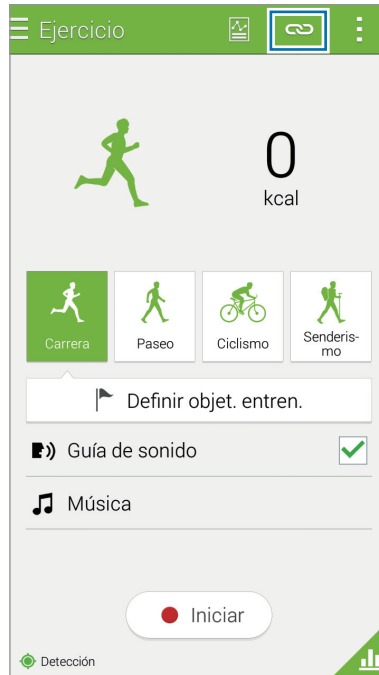 Ejercicio
0
kcal
Carrera
Paseo
Ciclismo
Senderis-
mo
Definir objet. entren.
Guía de sonido
Música
Iniciar
Detección